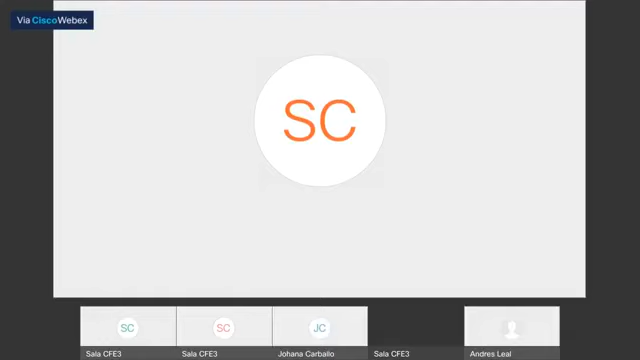 Via CiscoWebex
SC
SC
SC
JC
Sala CFE3
Sala CFE3
Johana Carballo
Sala CFE3
Andres Leal